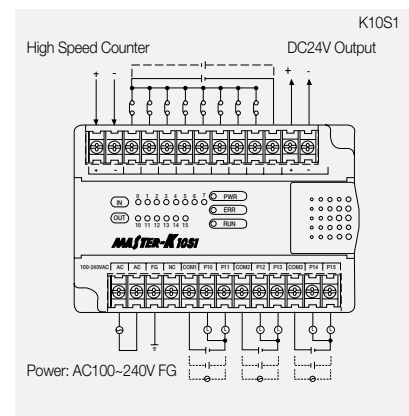 K10S1
High Speed Counter DC24V Output
+ - + -
+ - + -
IN 0 1 2 3 4 5 6 7 PWR
ERR
OUT 10 11 12 13 14 15 RUN
MASTER-K 10S1
100-240VAC AC AC FG NC COM1 P10 P11 COM2 P12 P13 COM3 P14 P15
L L L L L L
Power: AC100~240V FG